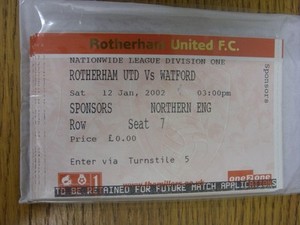 Rotherham United F.C.
NATIONWIDE LEAGUE DIVISION ONE
ROTHERHAM UTD Vs WATFORD
Sat 12 Jan, 2002 03:00pm
SPONSORS NORTHERN ENG
Row Seat 7
Price £0.00
Enter via Turnstile 5
Sponsors
one2one
TO BE RETAINED FOR FUTURE MATCH APPLICATIONS